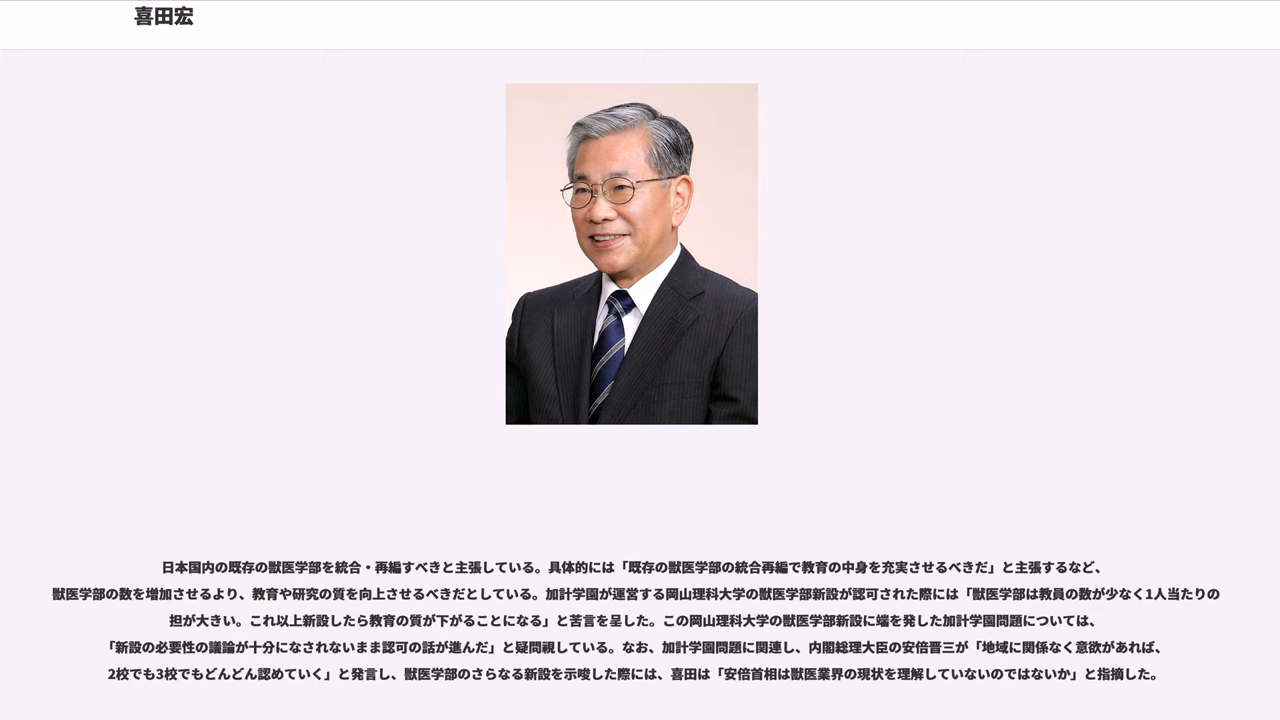 喜田宏
日本国内の既存の獣医学部を統合・再編すべきと主張している。具体的には「既存の獣医学部の統合再編で教育の中身を充実させるべきだ」と主張するなど、
獣医学部の数を増加させるより、教育や研究の質を向上させるべきだとしている。加計学園が運営する岡山理科大学の獣医学部新設が認可された際には「獣医学部は教員の数が少なく1人当たりの
担が大きい。これ以上新設したら教育の質が下がることになる」と苦言を呈した。この岡山理科大学の獣医学部新設に端を発した加計学園問題については、
「新設の必要性の議論が十分になされないまま認可の話が進んだ」と疑問視している。なお、加計学園問題に関連し、内閣総理大臣の安倍晋三が「地域に関係なく意欲があれば、
2校でも3校でもどんどん認めていく」と発言し、獣医学部のさらなる新設を示唆した際には、喜田は「安倍首相は獣医業界の現状を理解していないのではないか」と指摘した。